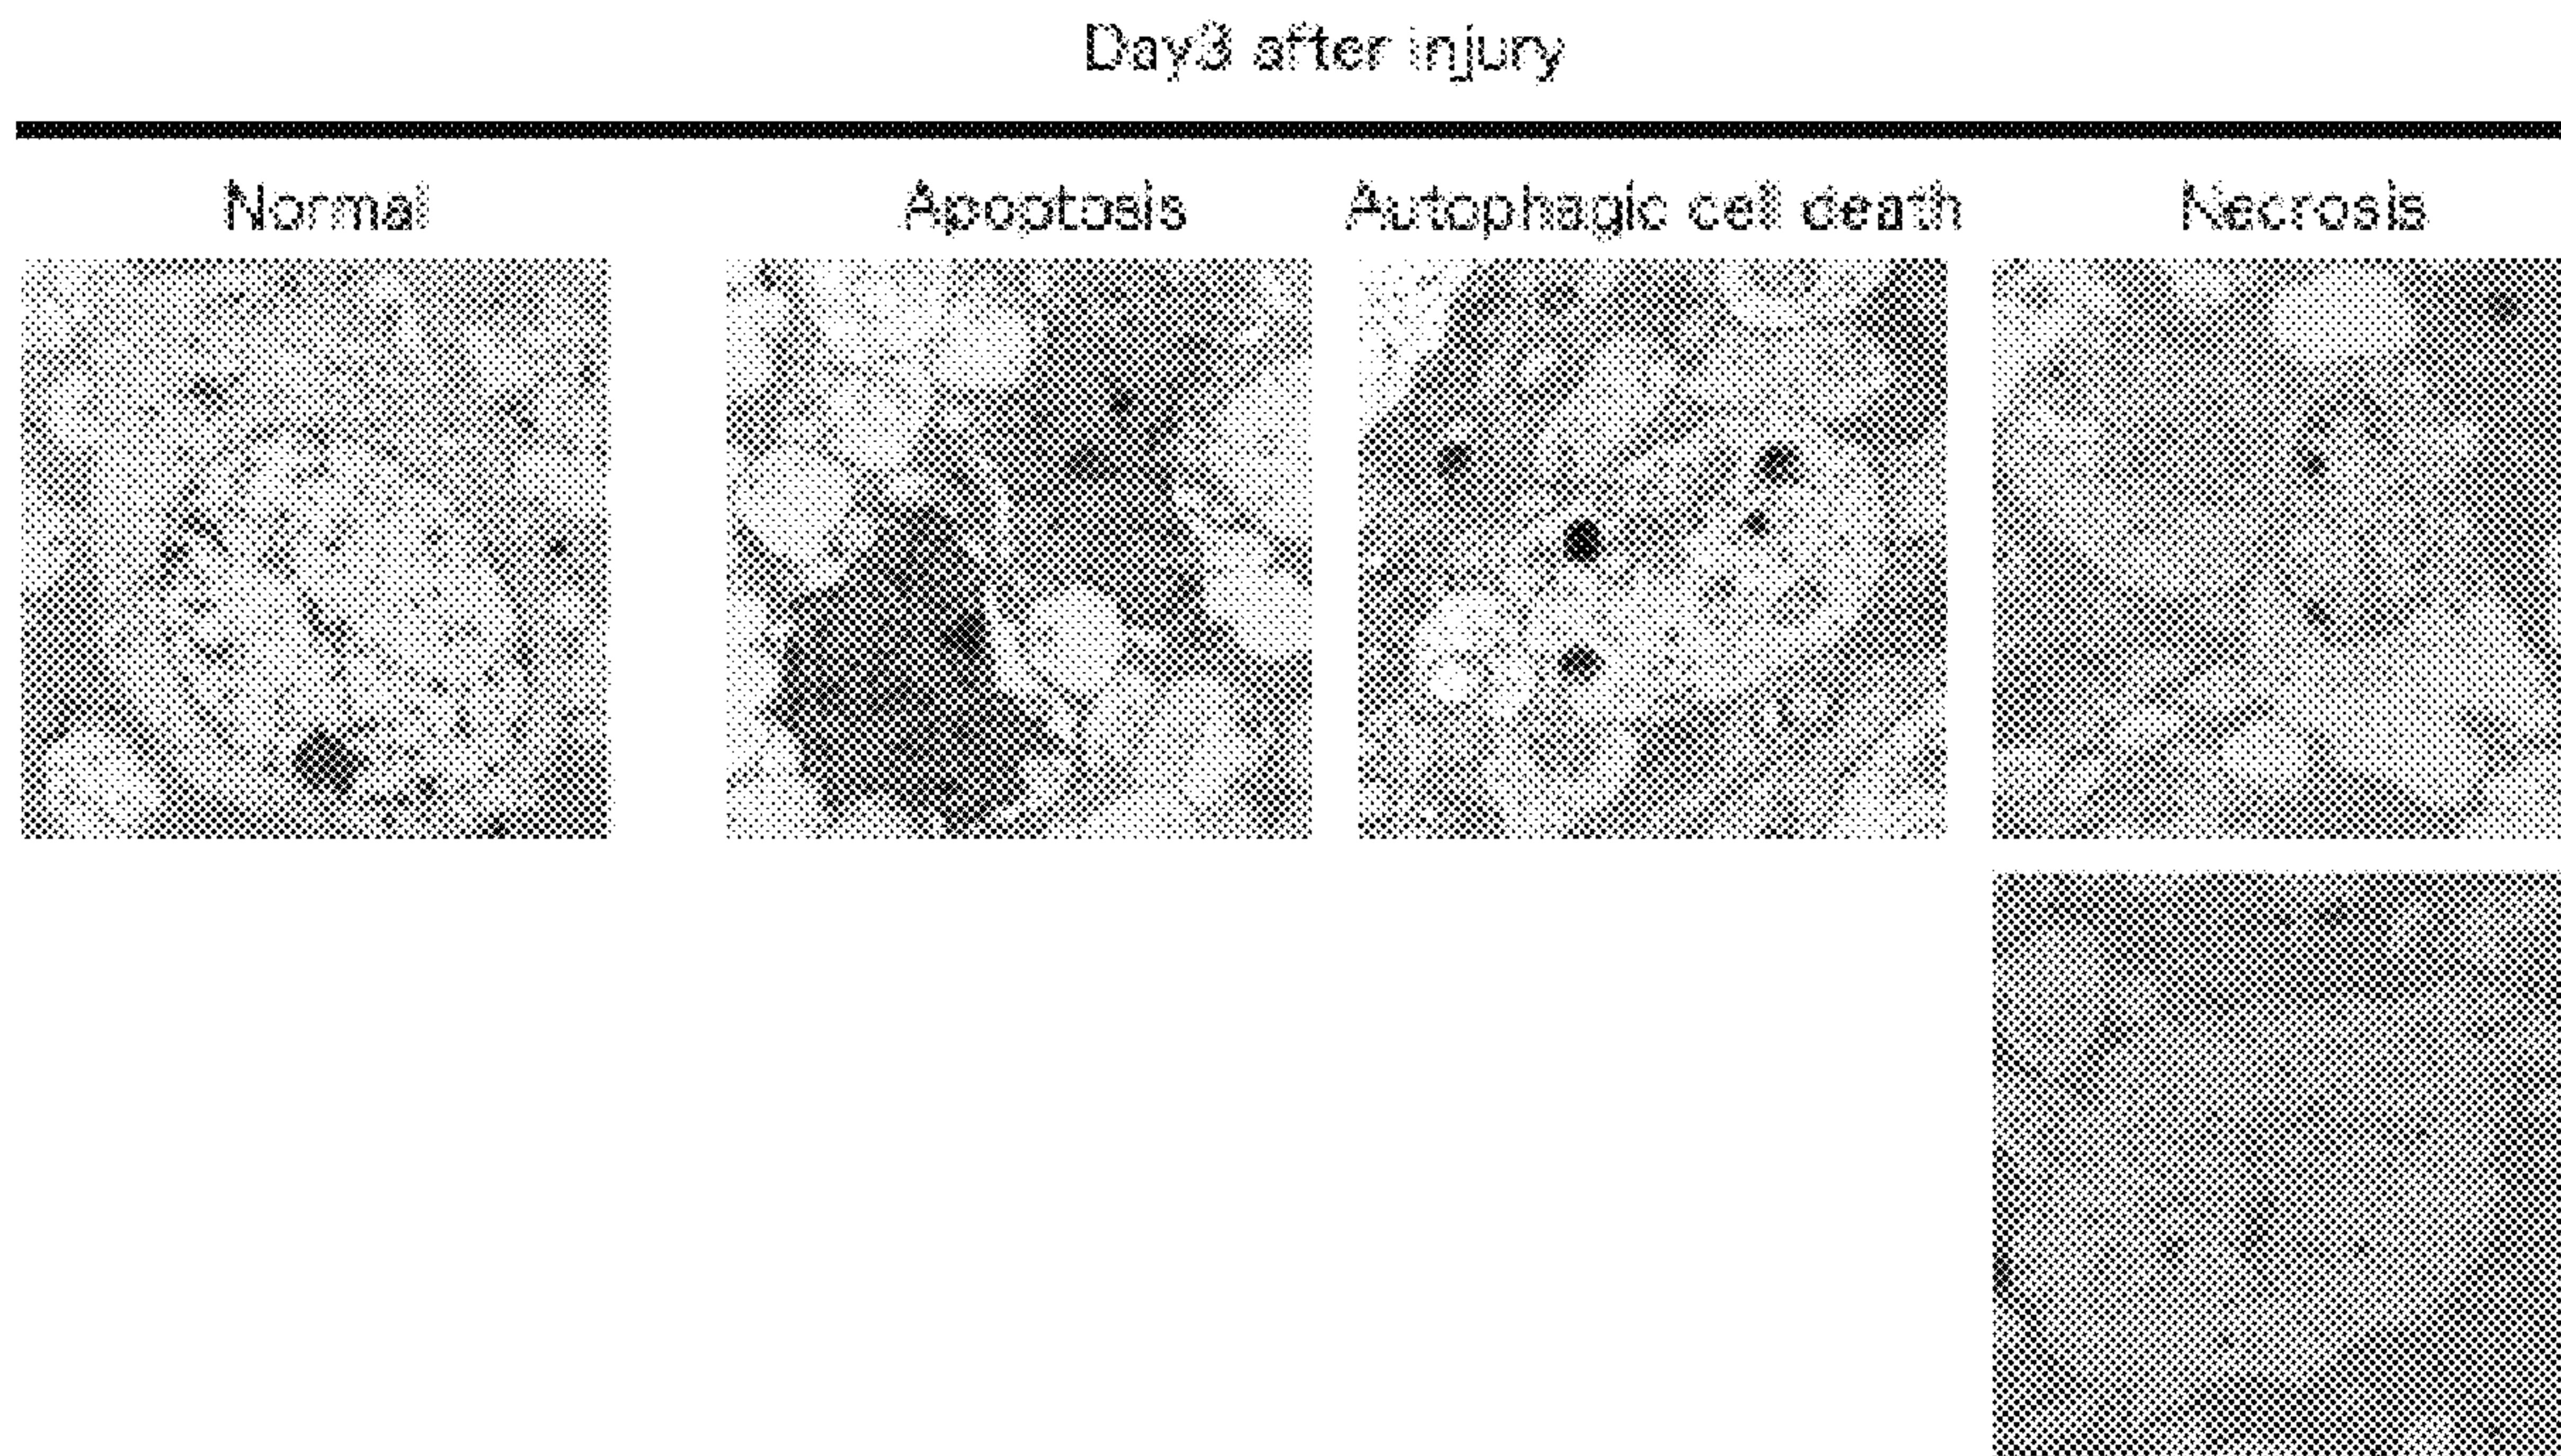 Day3 after injury
Normal Apoptosis Autophagic cell death Necrosis